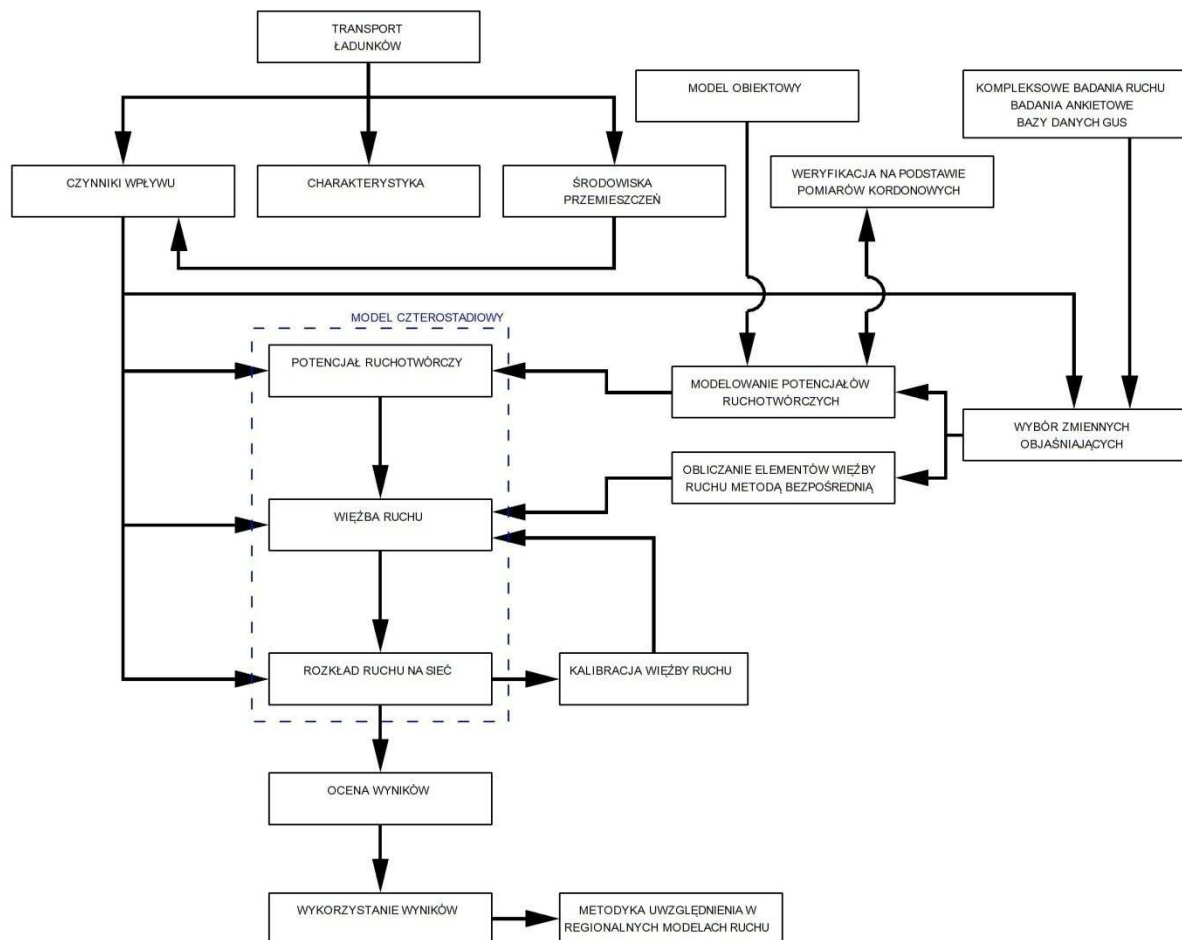 TRANSPORT
ŁADUNKÓW
MODEL OBIEKTOWY
KOMPLEKSOWE BADANIA RUCHU
BADANIA ANKIETOWE
BAZY DANYCH GUS
CZYNNIKI WPŁYWU
CHARAKTERYSTYKA
ŚRODOWISKA
PRZEMIESZCZEŃ
WERYFIKACJA NA PODSTAWIE
POMIARÓW KORDONOWYCH
MODEL CZTEROSTADIOWY
POTENCJAŁ RUCHOTWÓRCZY
MODELOWANIE POTENCJAŁÓW
RUCHOTWÓRCZYCH
WYBÓR ZMIENNYCH
OBJAŚNIAJĄCYCH
OBLICZANIE ELEMENTÓW WIĘŹBY
RUCHU METODĄ BEZPOŚREDNIĄ
WIĘŹBA RUCHU
ROZKŁAD RUCHU NA SIEĆ
KALIBRACJA WIĘŹBY RUCHU
OCENA WYNIKÓW
WYKORZYSTANIE WYNIKÓW
METODYKA UWZGLĘDNIENIA W
REGIONALNYCH MODELACH RUCHU